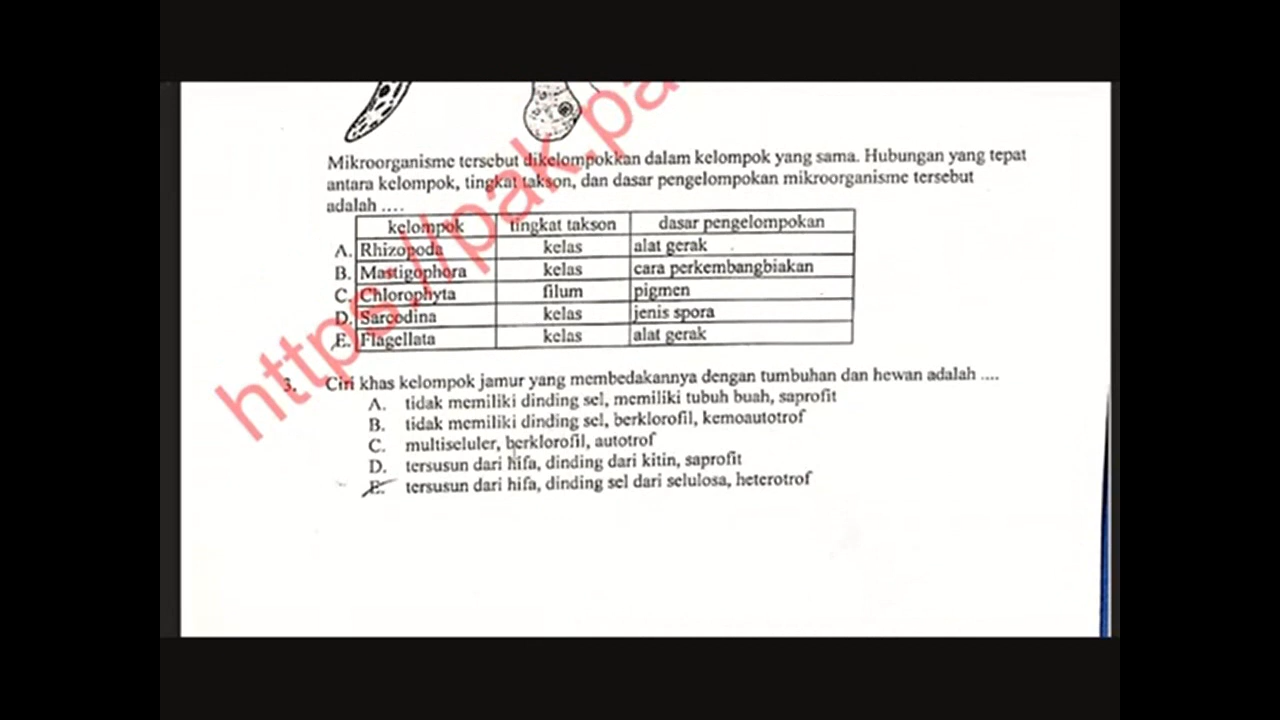 Mikroorganisme tersebut dikelompokkan dalam kelompok yang sama. Hubungan yang tepat
antara kelompok, tingkat takson, dan dasar pengelompokan mikroorganisme tersebut
adalah ....
kelompok tingkat takson dasar pengelompokan
A. Rhizopoda kelas alat gerak
B. Mastigophora kelas cara perkembangbiakan
C. Chlorophyta filum pigmen
D. Sarcodina kelas jenis spora
E. Flagellata kelas alat gerak
https://pak.pa
3. Ciri khas kelompok jamur yang membedakannya dengan tumbuhan dan hewan adalah ....
A. tidak memiliki dinding sel, memiliki tubuh buah, saprofit
B. tidak memiliki dinding sel, berklorofil, kemoautotrof
C. multiseluler, berklorofil, autotrof
D. tersusun dari hifa, dinding dari kitin, saprofit
E. tersusun dari hifa, dinding sel dari selulosa, heterotrof